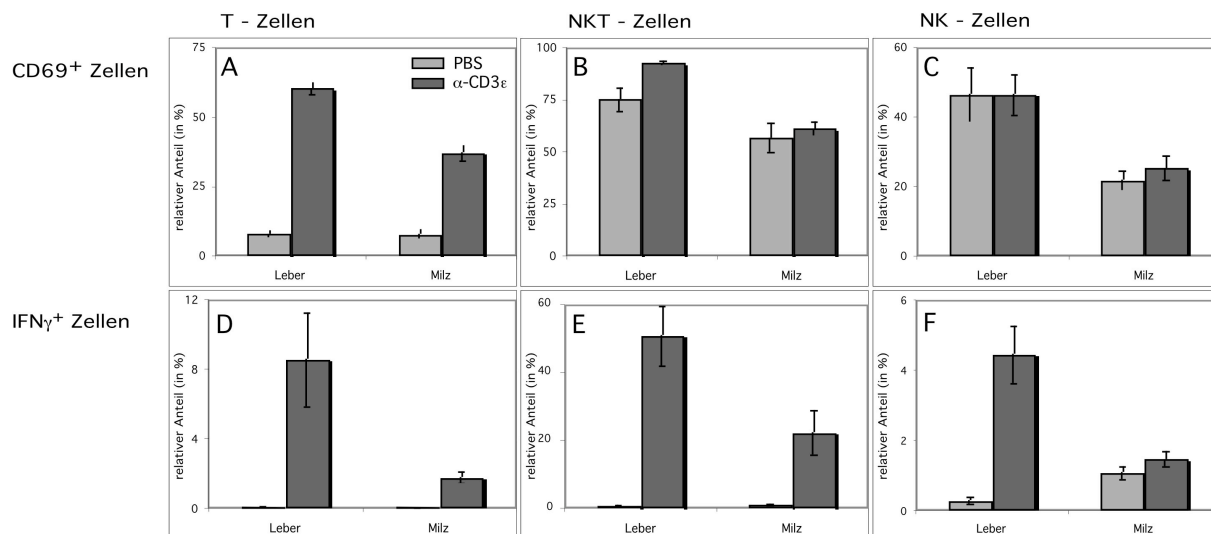 T - Zellen
NKT - Zellen
NK - Zellen
CD69+ Zellen
A
PBS
α-CD3ε
relativer Anteil (in %)
75
50
25
0
Leber
Milz
B
relativer Anteil (in %)
100
75
50
25
0
Leber
Milz
C
relativer Anteil (in %)
60
40
20
0
Leber
Milz
IFNγ+ Zellen
D
relativer Anteil (in %)
12
8
4
0
Leber
Milz
E
relativer Anteil (in %)
60
40
20
0
Leber
Milz
F
relativer Anteil (in %)
6
4
2
0
Leber
Milz